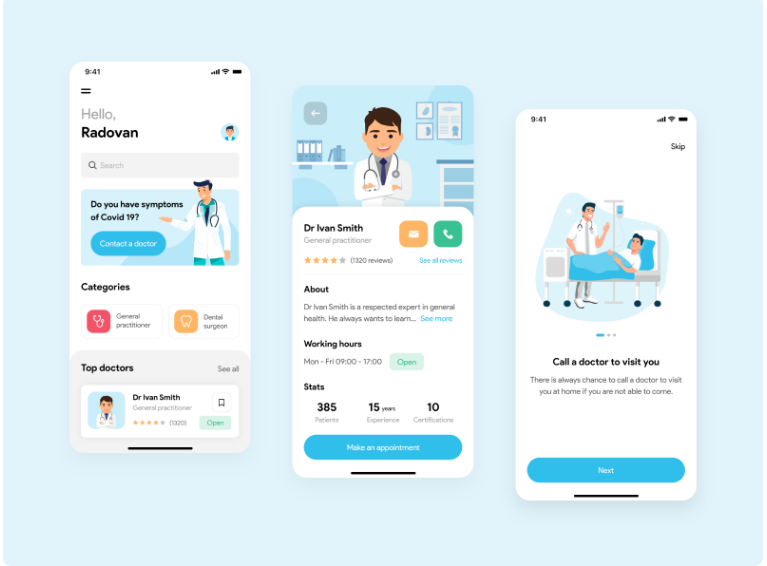 9:41
Hello,
Radovan
Search
Do you have symptoms
of Covid 19?
Contact a doctor
Categories
General
practitioner
Dental
surgeon
Top doctors
See all
Dr Ivan Smith
General practitioner
(1320)
Open
Dr Ivan Smith
General practitioner
(1320 reviews)
See all reviews
About
Dr Ivan Smith is a respected expert in general
health. He always wants to learn... See more
Working hours
Mon - Fri 09:00 - 17:00
Open
Stats
385
Patients
15 years
Experience
10
Certifications
Make an appointment
9:41
Skip
Call a doctor to visit you
There is always chance to call a doctor to visit
you at home if you are not able to come.
Next